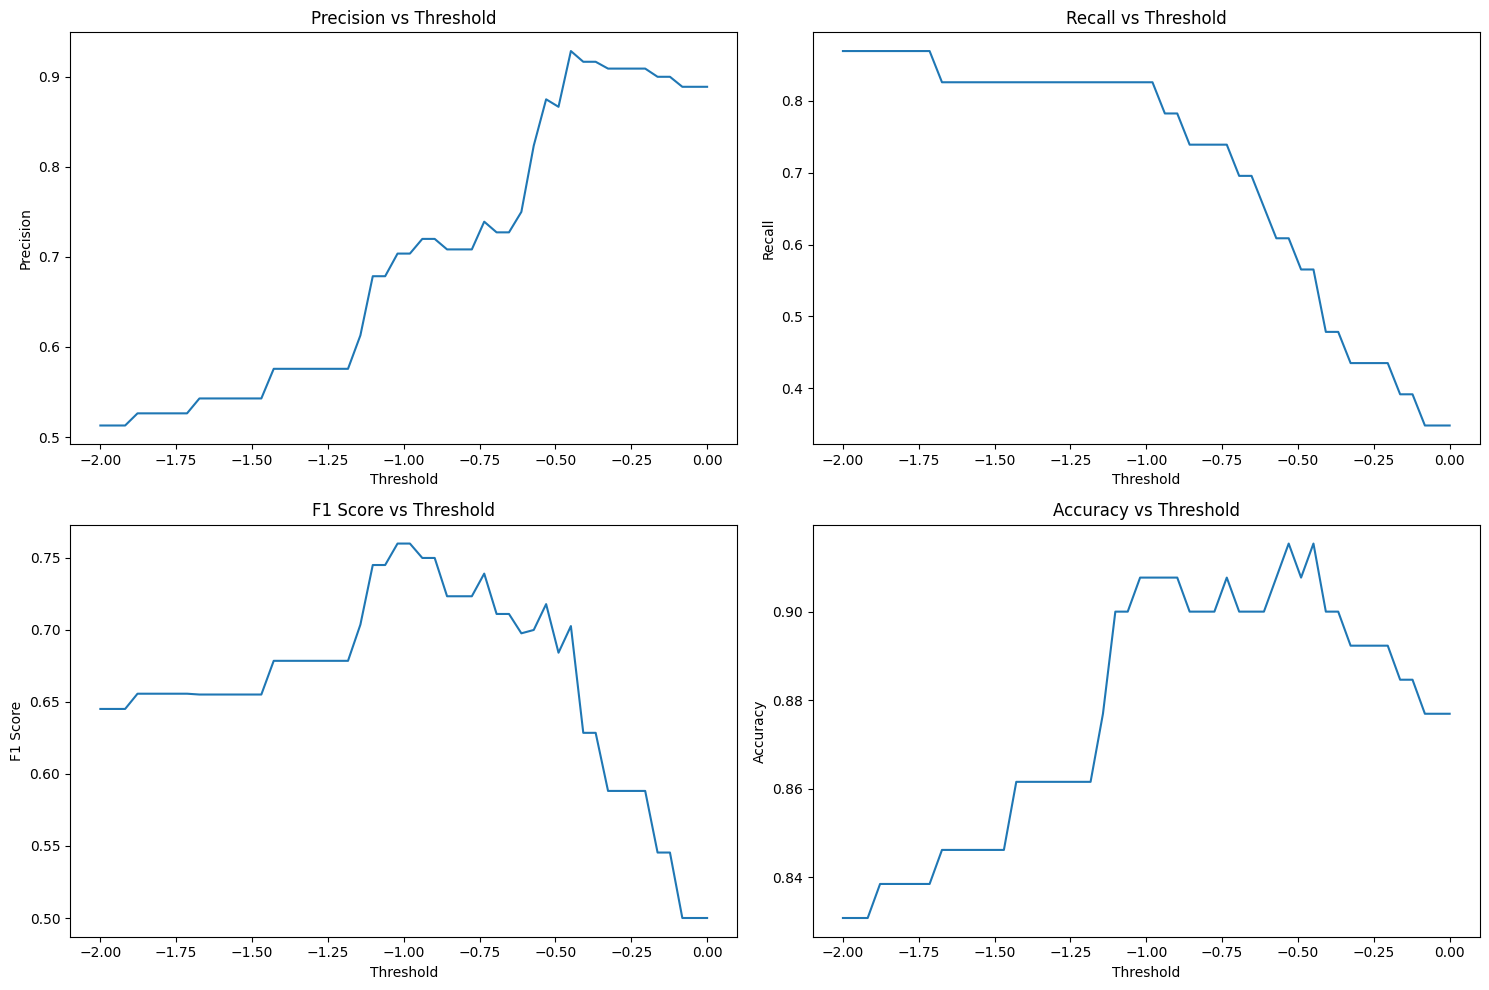 Precision vs Threshold
0.9
0.8
0.7
0.6
0.5
Precision
−2.00 −1.75 −1.50 −1.25 −1.00 −0.75 −0.50 −0.25 0.00
Threshold
Recall vs Threshold
0.8
0.7
0.6
0.5
0.4
Recall
−2.00 −1.75 −1.50 −1.25 −1.00 −0.75 −0.50 −0.25 0.00
Threshold
F1 Score vs Threshold
0.75
0.70
0.65
0.60
0.55
0.50
F1 Score
−2.00 −1.75 −1.50 −1.25 −1.00 −0.75 −0.50 −0.25 0.00
Threshold
Accuracy vs Threshold
0.90
0.88
0.86
0.84
Accuracy
−2.00 −1.75 −1.50 −1.25 −1.00 −0.75 −0.50 −0.25 0.00
Threshold